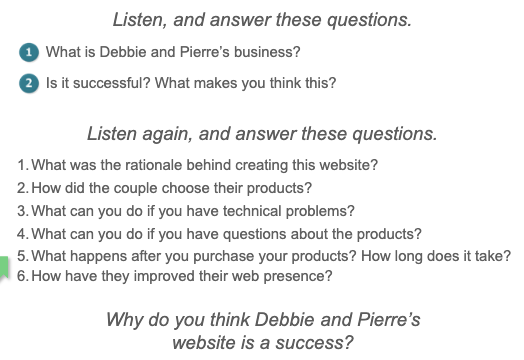 Listen, and answer these questions.
1 What is Debbie and Pierre's business?
2 Is it successful? What makes you think this?
Listen again, and answer these questions.
1. What was the rationale behind creating this website?
2. How did the couple choose their products?
3. What can you do if you have technical problems?
4. What can you do if you have questions about the products?
5. What happens after you purchase your products? How long does it take?
6. How have they improved their web presence?
Why do you think Debbie and Pierre's
website is a success?